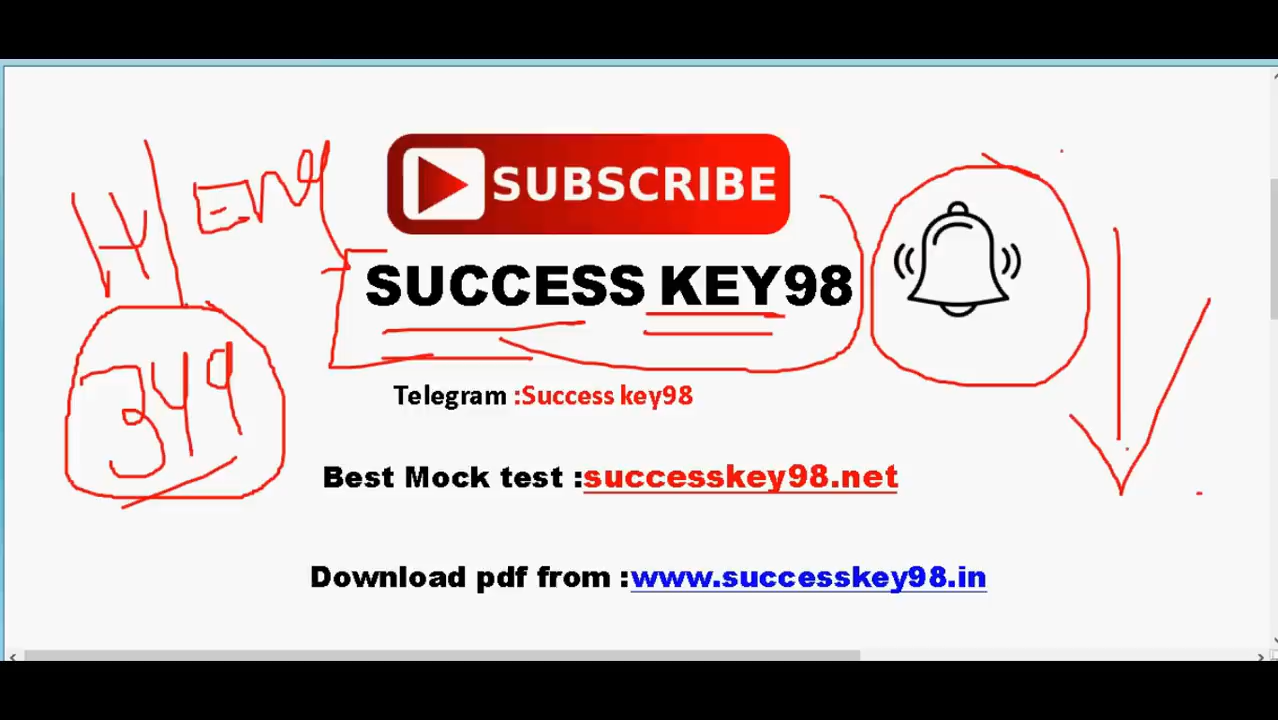 H Eng
SUBSCRIBE
SUCCESS KEY98
349
Telegram :Success key98
Best Mock test :successkey98.net
Download pdf from :www.successkey98.in